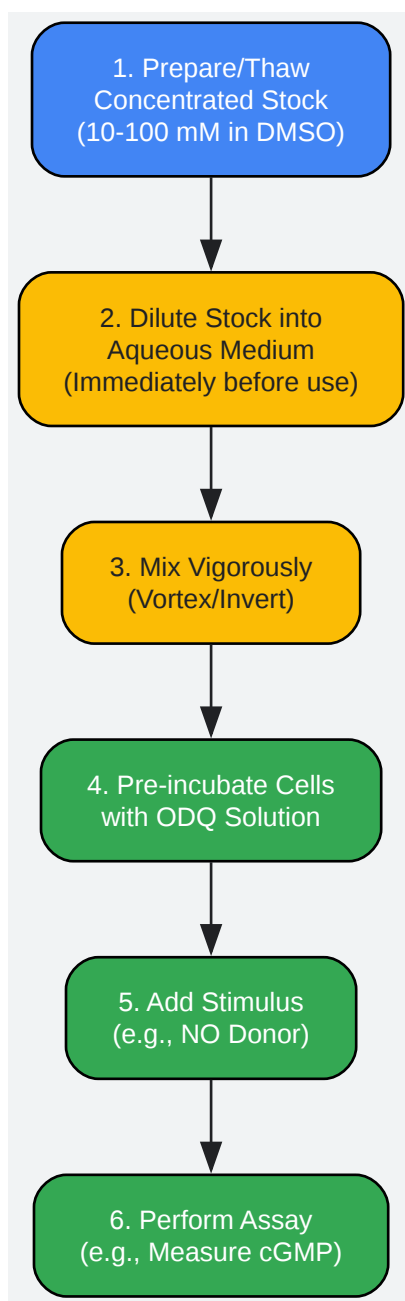 1. Prepare/Thaw
Concentrated Stock
(10-100 mM in DMSO)
2. Dilute Stock into
Aqueous Medium
(Immediately before use)
3. Mix Vigorously
(Vortex/Invert)
4. Pre-incubate Cells
with ODQ Solution
5. Add Stimulus
(e.g., NO Donor)
6. Perform Assay
(e.g., Measure cGMP)